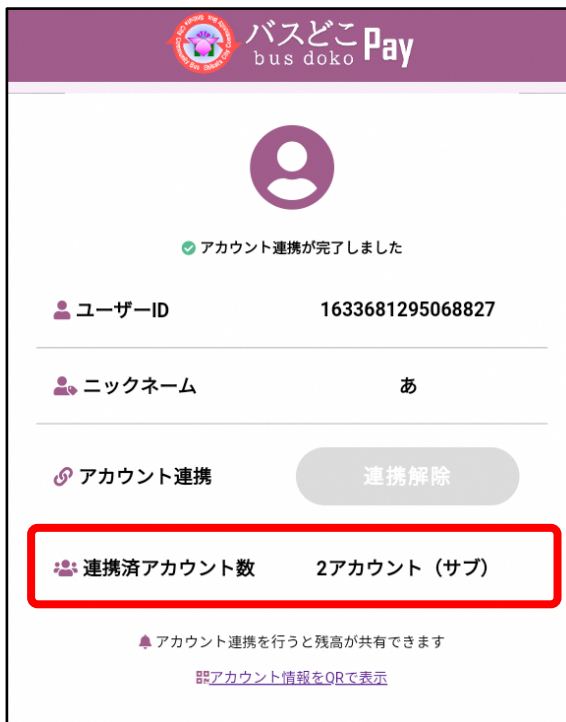 バスどこ Pay
bus doko
アカウント連携が完了しました
ユーザーID 1633681295068827
ニックネーム あ
アカウント連携 連携解除
連携済アカウント数 2アカウント（サブ）
アカウント連携を行うと残高が共有できます
アカウント情報をQRで表示